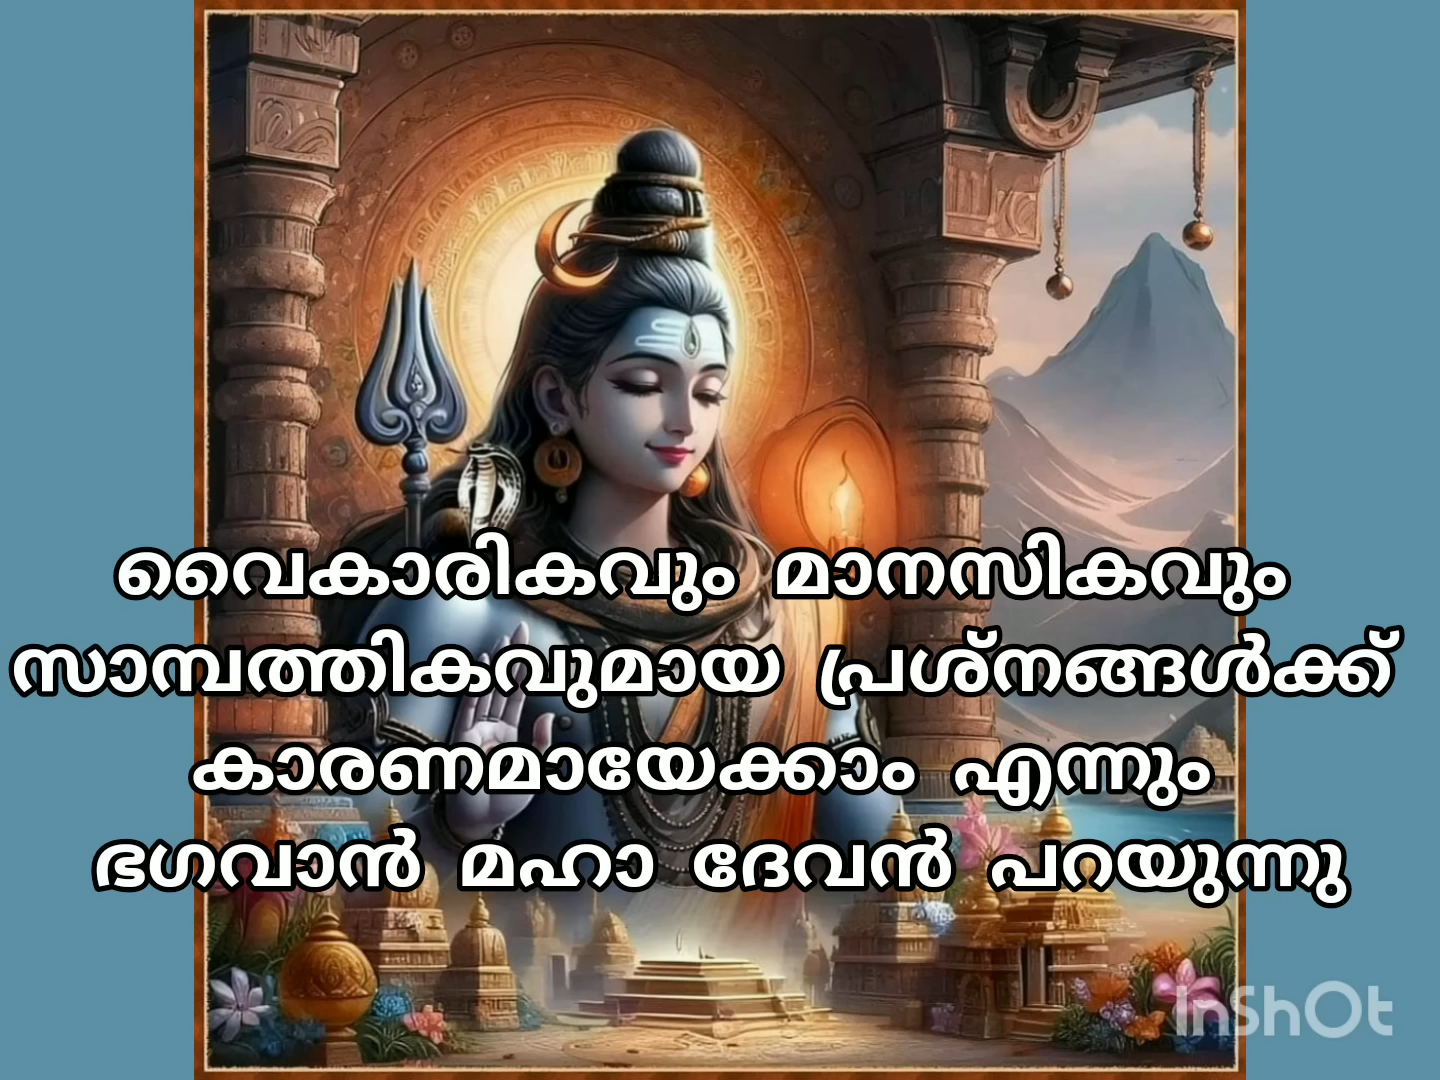 വൈകാരികവും മാനസികവും
സാമ്പത്തികവുമായ പ്രശ്നങ്ങൾക്ക്
കാരണമായേക്കാം എന്നും
ഭഗവാൻ മഹാ ദേവൻ പറയുന്നു
InShOt